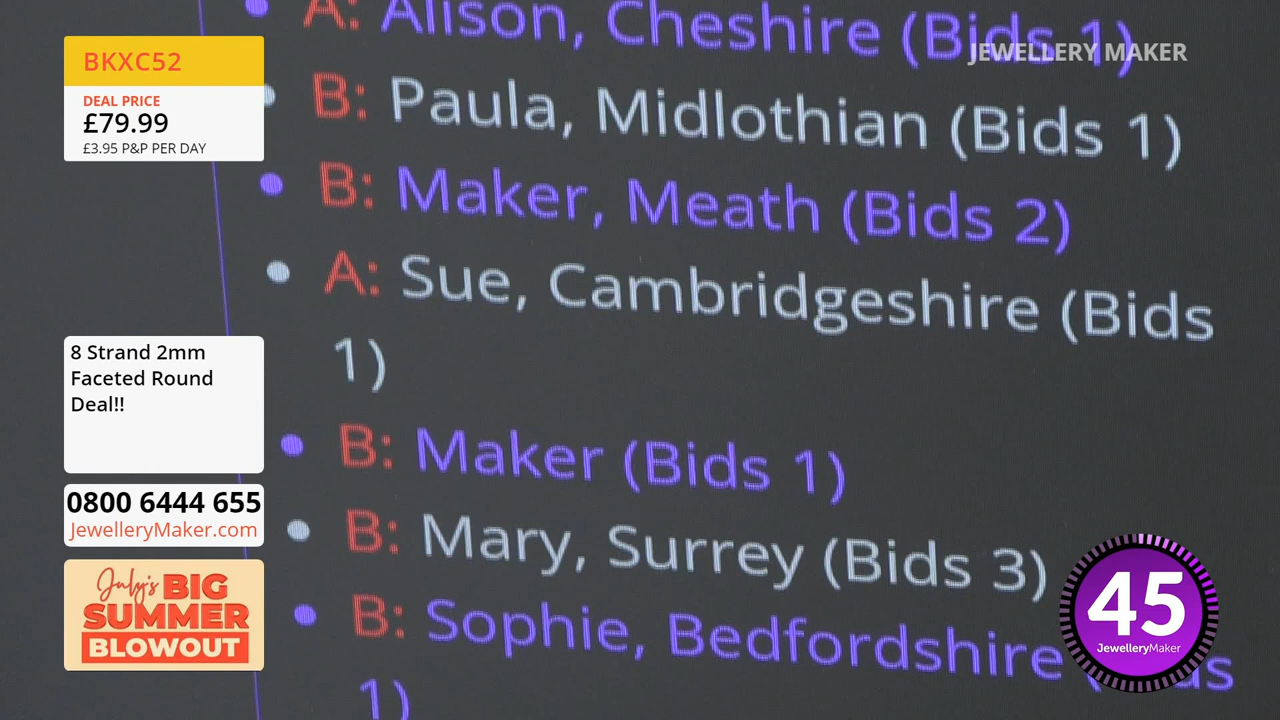 A: Alison, Cheshire (Bids 1)
JEWELLERY MAKER
BKXC52
DEAL PRICE
£79.99
£3.95 P&P PER DAY
B: Paula, Midlothian (Bids 1)
B: Maker, Meath (Bids 2)
A: Sue, Cambridgeshire (Bids
1)
8 Strand 2mm
Faceted Round
Deal!!
B: Maker (Bids 1)
0800 6444 655
JewelleryMaker.com
B: Mary, Surrey (Bids 3)
July's BIG
SUMMER
BLOWOUT
45
JewelleryMaker
B: Sophie, Bedfordshire
1)